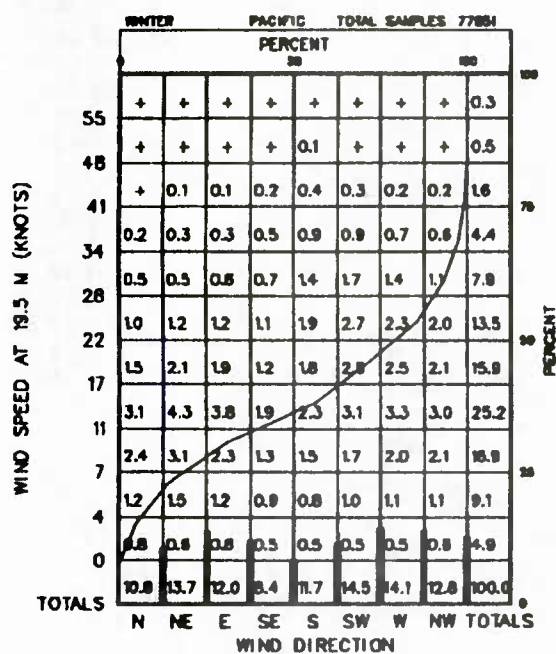 WINTER PACIFIC TOTAL SAMPLES 77851
PERCENT
0 50 100
100
+ + + + + + + + 0.3
55
+ + + + 0.1 + + + 0.5
48
+ 0.1 0.1 0.2 0.4 0.3 0.2 0.2 1.6
41 75
0.2 0.3 0.3 0.5 0.9 0.9 0.7 0.6 4.4
34
0.5 0.5 0.6 0.7 1.4 1.7 1.4 1.1 7.9
28
1.0 1.2 1.2 1.1 1.9 2.7 2.3 2.0 13.5
22 50
1.5 2.1 1.9 1.2 1.8 2.5 2.1 15.9
17
3.1 4.3 3.8 1.9 2.3 3.1 3.3 3.0 25.2
11
2.4 3.1 2.3 1.3 1.5 1.7 2.0 2.1 16.9
7 25
1.2 1.5 1.2 0.9 0.8 1.0 1.1 1.1 9.1
4
0.8 0.6 0.6 0.5 0.5 0.5 0.5 0.6 4.9
0
10.8 13.7 12.0 8.4 11.7 14.5 14.1 12.8 100.0
TOTALS 0
N NE E SE S SW W NW TOTALS
WIND DIRECTION
WIND SPEED AT 19.5 M (KNOTS)
PERCENT